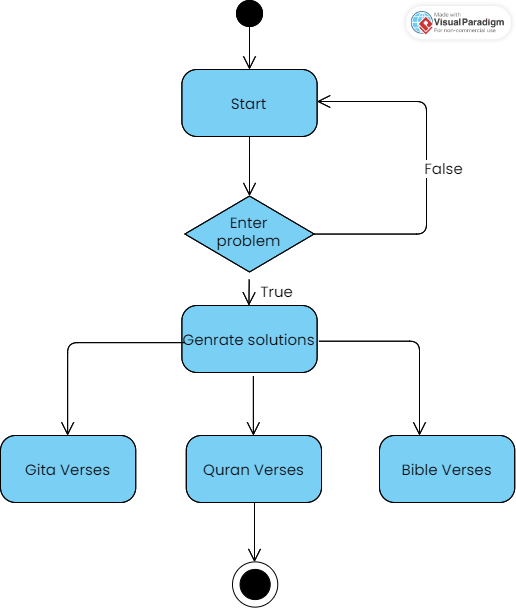 Made with
Visual Paradigm
For non-commercial use
Start
False
Enter
problem
True
Genrate solutions
Gita Verses
Quran Verses
Bible Verses